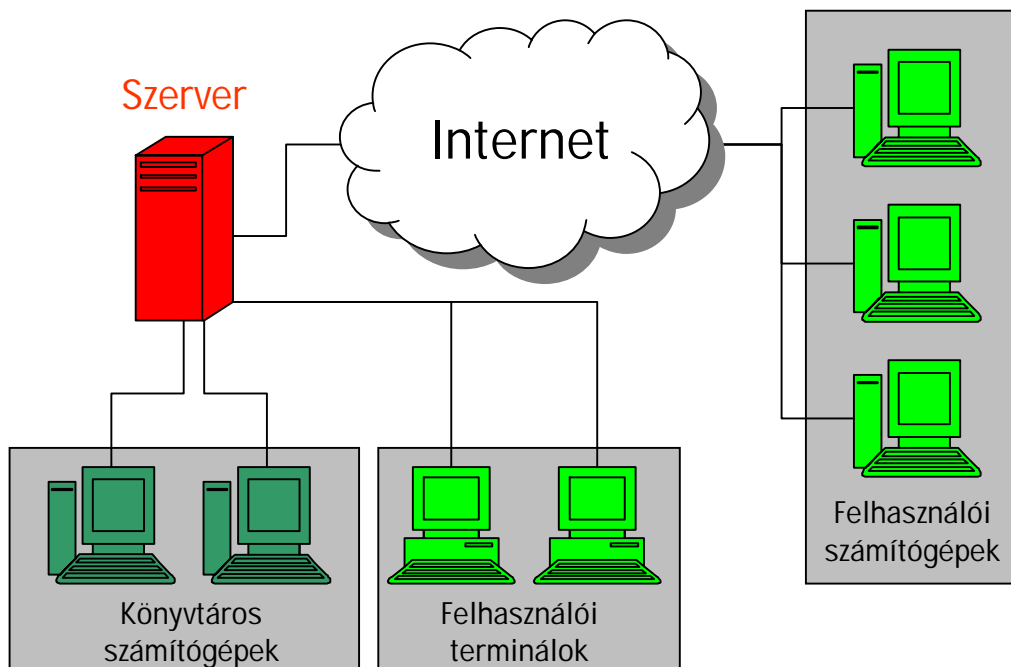 Szerver
Internet
Felhasználói
számítógépek
Könyvtáros
számítógépek
Felhasználói
terminálok